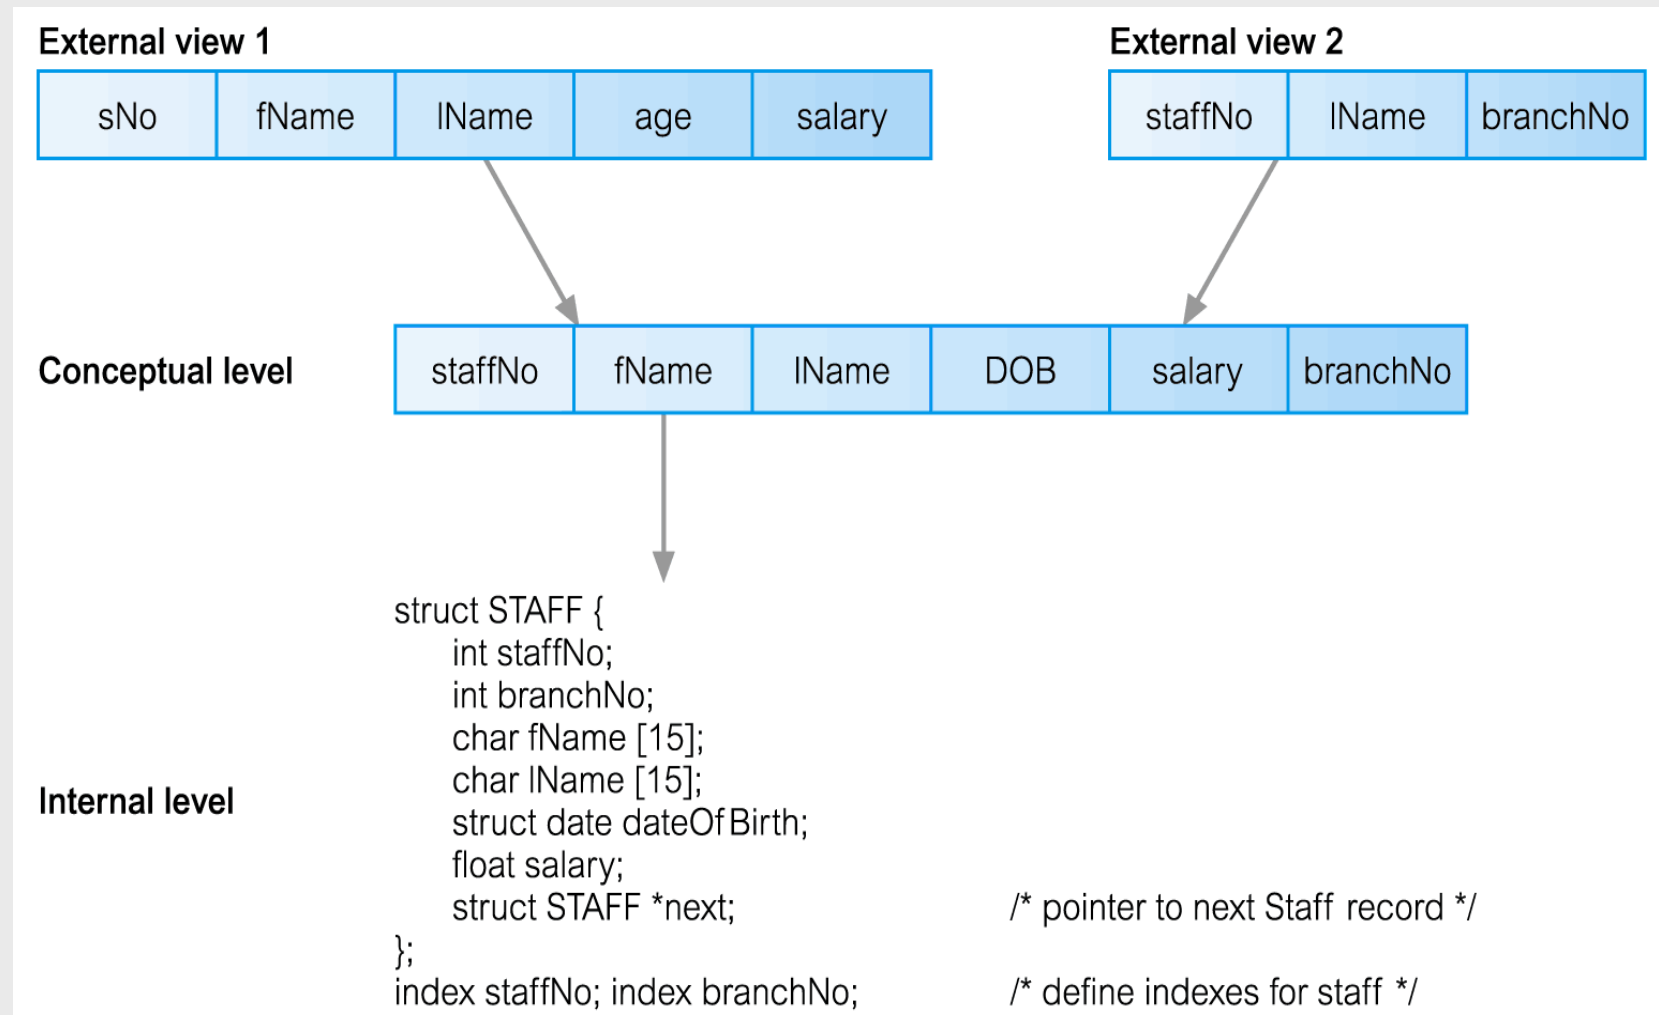 External view 1 External view 2
sNo fName lName age salary staffNo lName branchNo
Conceptual level staffNo fName lName DOB salary branchNo
struct STAFF {
int staffNo;
int branchNo;
char fName [15];
char lName [15];
Internal level
struct date dateOfBirth;
float salary;
struct STAFF *next; /* pointer to next Staff record */
};
index staffNo; index branchNo; /* define indexes for staff */